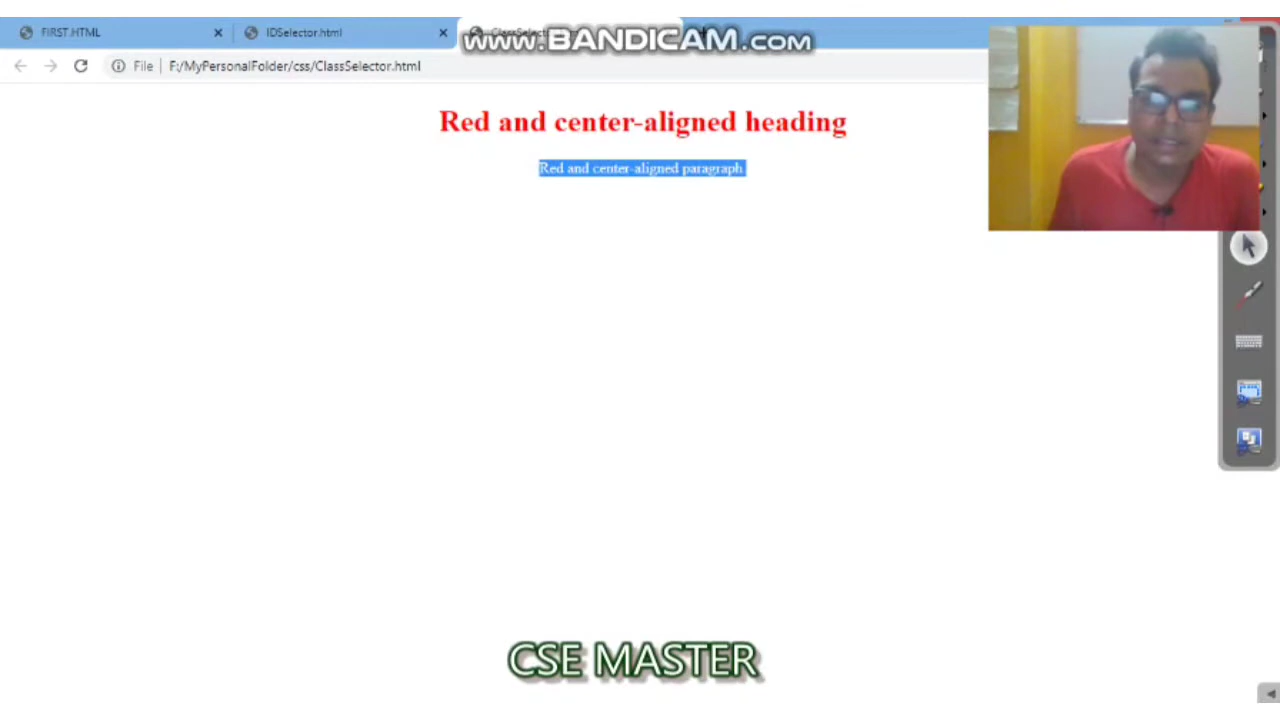 FIRST.HTML
IDSelector.html
www.BANDICAM.com
File
F:/MyPersonalFolder/css/ClassSelector.html
Red and center-aligned heading
Red and center-aligned paragraph.
CSE MASTER